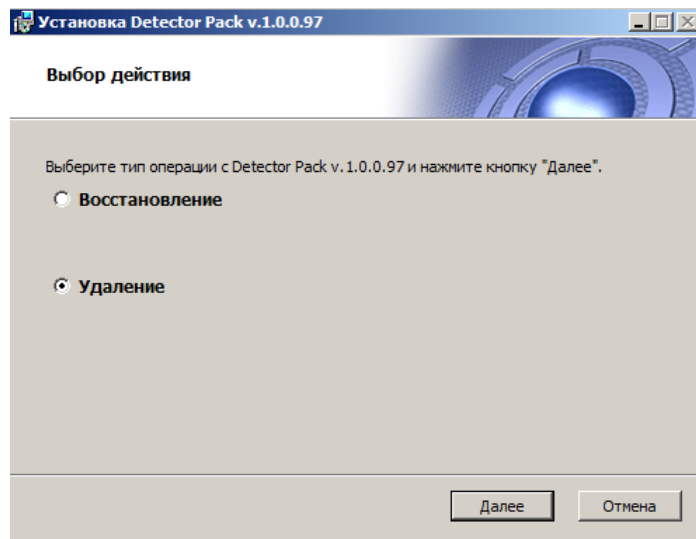 Установка Detector Pack v.1.0.0.97
Выбор действия
Выберите тип операции с Detector Pack v.1.0.0.97 и нажмите кнопку "Далее".
Восстановление
Удаление
Далее
Отмена